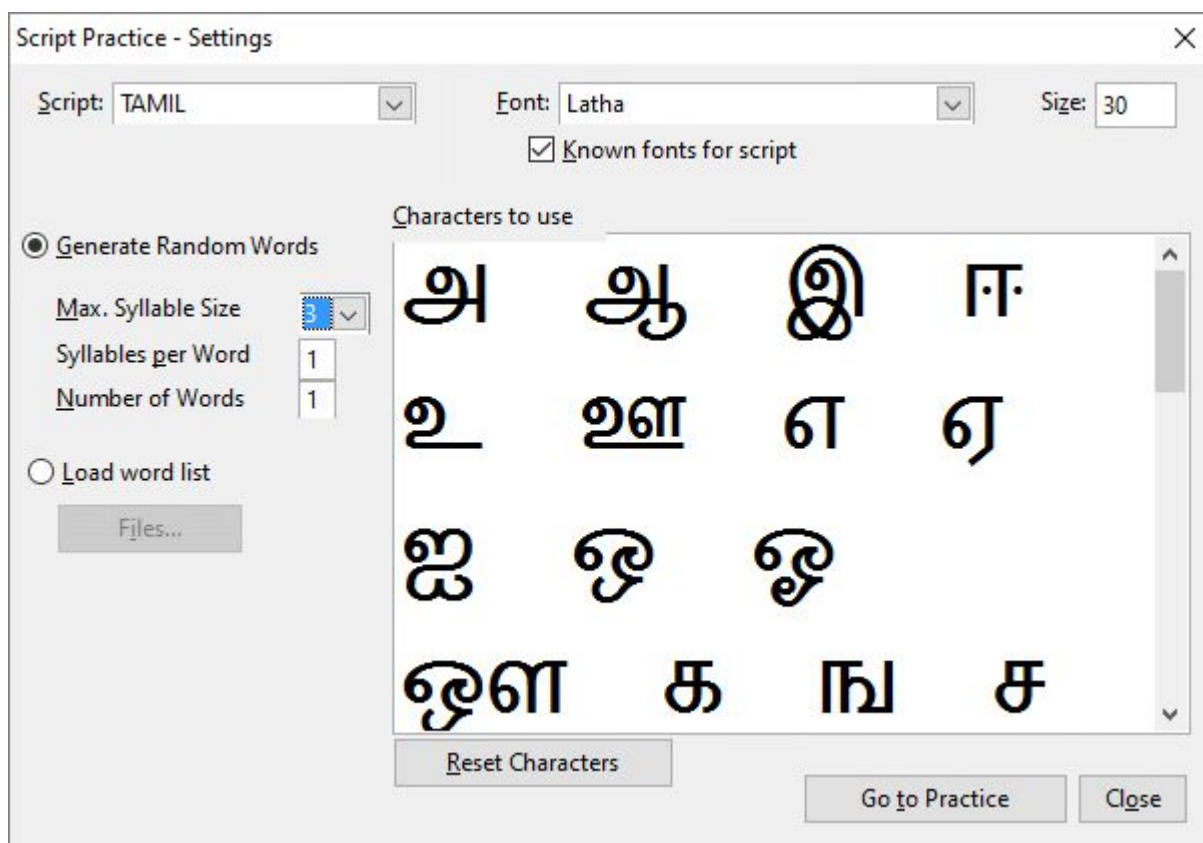 Script Practice - Settings
Script: TAMIL Font: Latha Size: 30
Known fonts for script
Characters to use
Generate Random Words
Max. Syllable Size 3
Syllables per Word 1
Number of Words 1
Load word list
Files...
அ ஆ இ ஈ
உ ஊ எ ஏ
ஐ ஒ ஓ
ஔ க ங ச
Reset Characters
Go to Practice Close